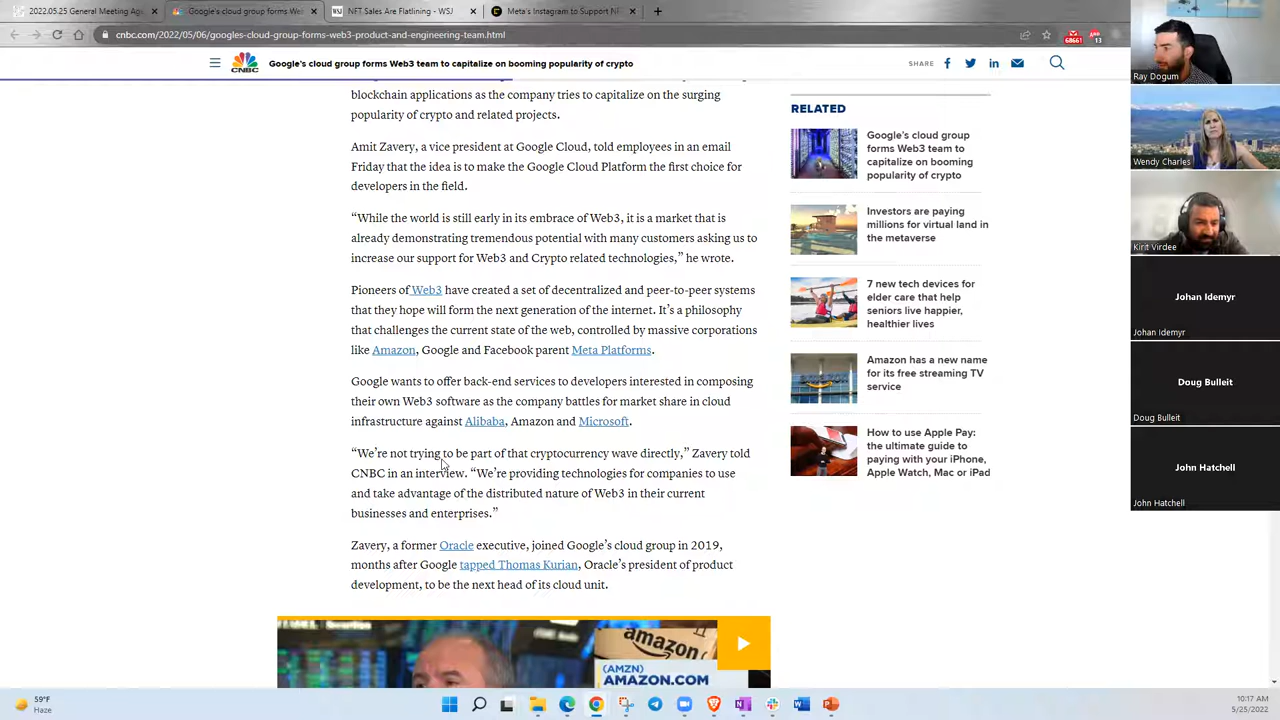 2022.05.25 General Meeting Age
Google's cloud group forms Web
NFT Sales Are Flatlining - WSJ
Meta's Instagram to Support NF
cnbc.com/2022/05/06/googles-cloud-group-forms-web3-product-and-engineering-team.html
68661
13
CNBC
Google's cloud group forms Web3 team to capitalize on booming popularity of crypto
SHARE
blockchain applications as the company tries to capitalize on the surging
popularity of crypto and related projects.
Amit Zavery, a vice president at Google Cloud, told employees in an email
Friday that the idea is to make the Google Cloud Platform the first choice for
developers in the field.
“While the world is still early in its embrace of Web3, it is a market that is
already demonstrating tremendous potential with many customers asking us to
increase our support for Web3 and Crypto related technologies,” he wrote.
Pioneers of Web3 have created a set of decentralized and peer-to-peer systems
that they hope will form the next generation of the internet. It’s a philosophy
that challenges the current state of the web, controlled by massive corporations
like Amazon, Google and Facebook parent Meta Platforms.
Google wants to offer back-end services to developers interested in composing
their own Web3 software as the company battles for market share in cloud
infrastructure against Alibaba, Amazon and Microsoft.
“We’re not trying to be part of that cryptocurrency wave directly,” Zavery told
CNBC in an interview. “We’re providing technologies for companies to use
and take advantage of the distributed nature of Web3 in their current
businesses and enterprises.”
Zavery, a former Oracle executive, joined Google’s cloud group in 2019,
months after Google tapped Thomas Kurian, Oracle’s president of product
development, to be the next head of its cloud unit.
amazon
(AMZN)
AMAZON.COM
RELATED
Google's cloud group
forms Web3 team to
capitalize on booming
popularity of crypto
Investors are paying
millions for virtual land in
the metaverse
7 new tech devices for
elder care that help
seniors live happier,
healthier lives
Amazon has a new name
for its free streaming TV
service
How to use Apple Pay:
the ultimate guide to
paying with your iPhone,
Apple Watch, Mac or iPad
Ray Dogum
Wendy Charles
Kirit Virdee
Johan Idemyr
Johan Idemyr
Doug Bulleit
Doug Bulleit
John Hatchell
John Hatchell
59°F
Haze
10:17 AM
5/25/2022